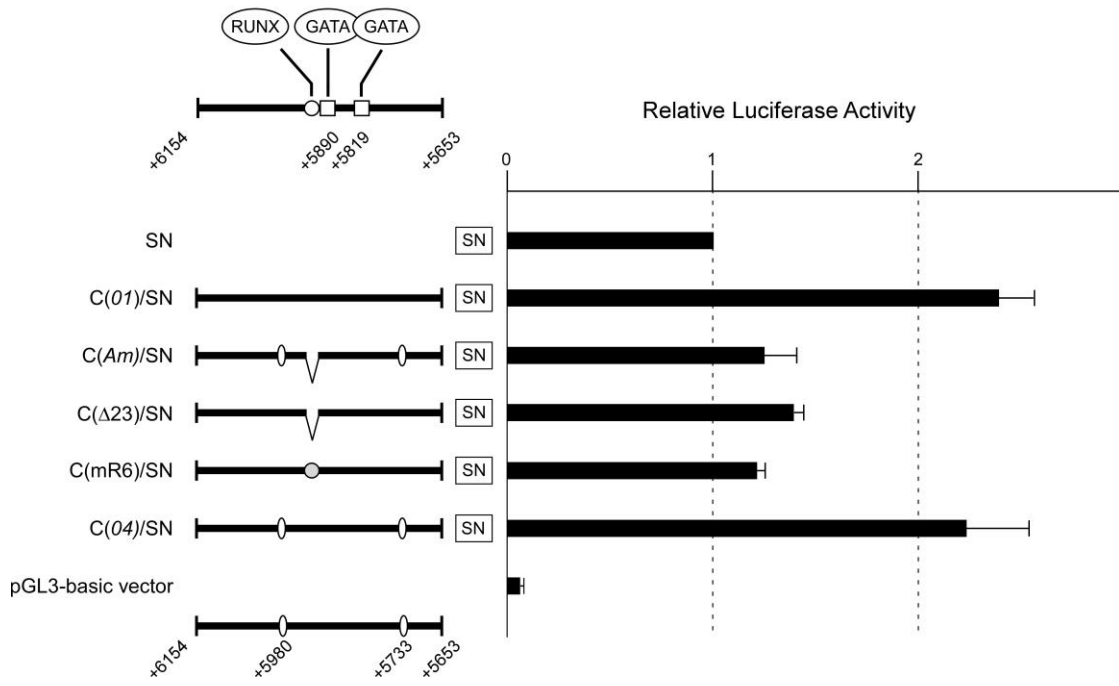 RUNX GATA GATA
+6154 +5890 +5819 +5653
Relative Luciferase Activity
0 1 2
SN SN
C(01)/SN SN
C(Am)/SN SN
C(Δ23)/SN SN
C(mR6)/SN SN
C(04)/SN SN
pGL3-basic vector
+6154 +5980 +5733 +5653